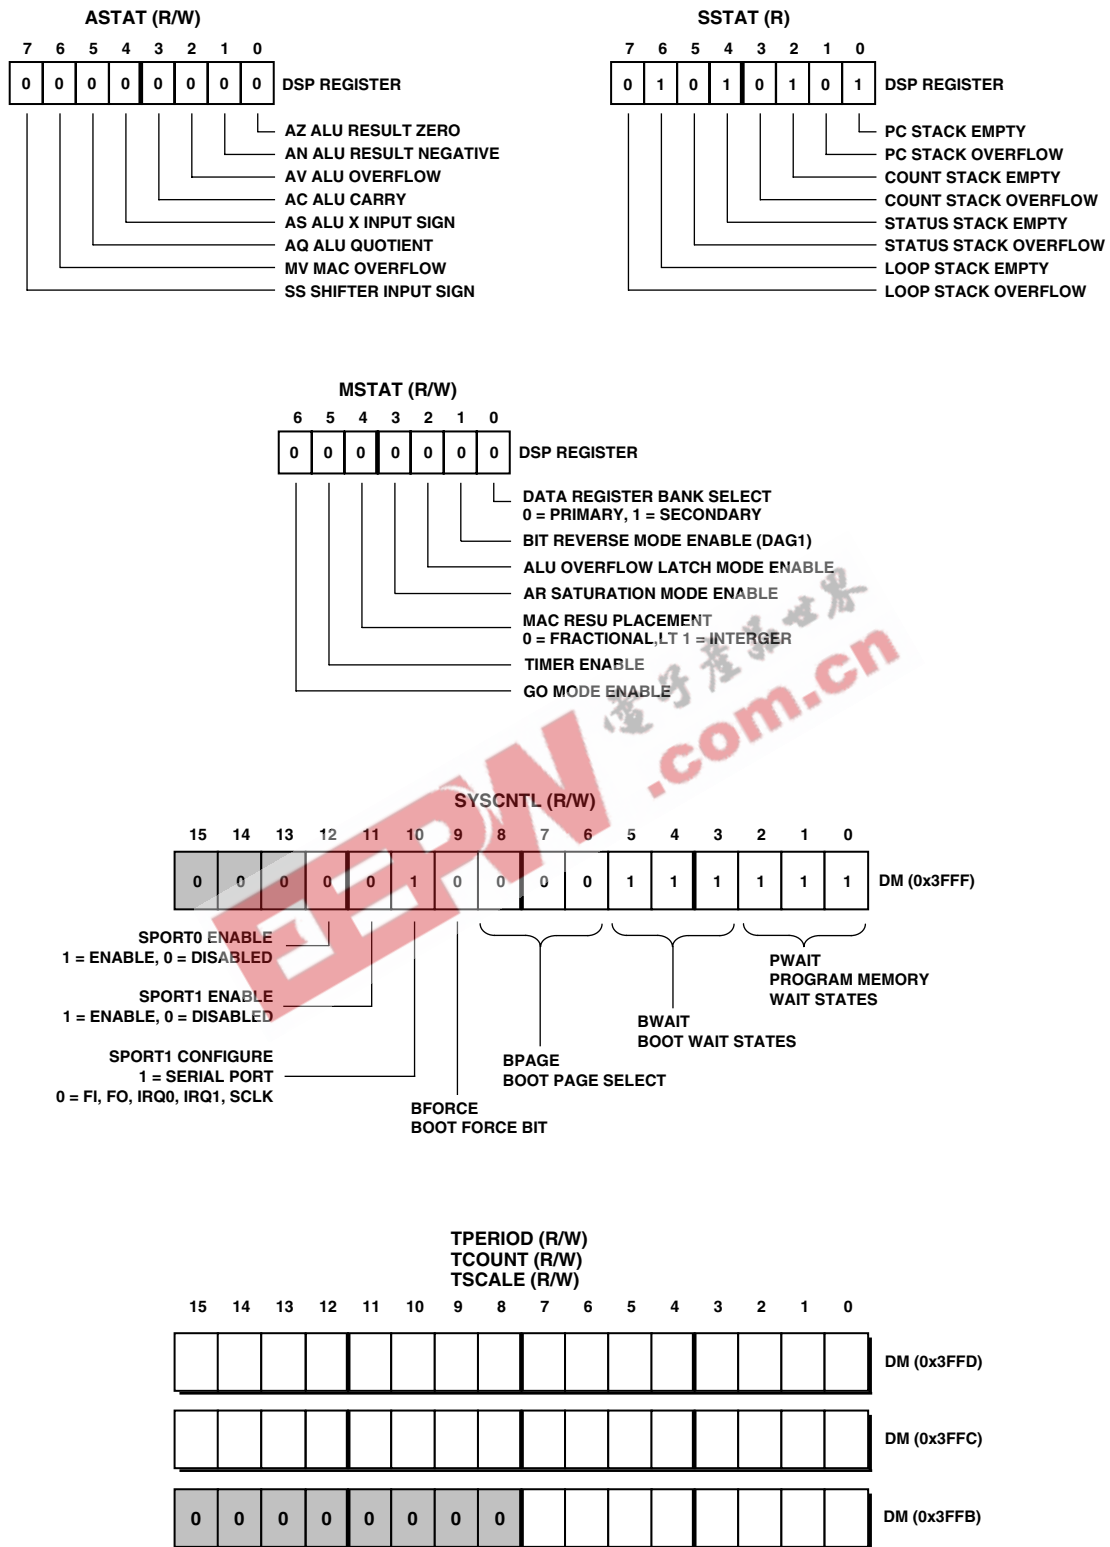 ASTAT (R/W)
7 6 5 4 3 2 1 0
0 0 0 0 0 0 0 0 DSP REGISTER
AZ ALU RESULT ZERO
AN ALU RESULT NEGATIVE
AV ALU OVERFLOW
AC ALU CARRY
AS ALU X INPUT SIGN
AQ ALU QUOTIENT
MV MAC OVERFLOW
SS SHIFTER INPUT SIGN
SSTAT (R)
7 6 5 4 3 2 1 0
0 1 0 1 0 1 0 1 DSP REGISTER
PC STACK EMPTY
PC STACK OVERFLOW
COUNT STACK EMPTY
COUNT STACK OVERFLOW
STATUS STACK EMPTY
STATUS STACK OVERFLOW
LOOP STACK EMPTY
LOOP STACK OVERFLOW
MSTAT (R/W)
6 5 4 3 2 1 0
0 0 0 0 0 0 0 DSP REGISTER
DATA REGISTER BANK SELECT
0 = PRIMARY, 1 = SECONDARY
BIT REVERSE MODE ENABLE (DAG1)
ALU OVERFLOW LATCH MODE ENABLE
AR SATURATION MODE ENABLE
MAC RESU PLACEMENT
0 = FRACTIONAL,LT 1 = INTERGER
TIMER ENABLE
GO MODE ENABLE
電子產品世界
EEPW .com.cn
SYSCNTL (R/W)
15 14 13 12 11 10 9 8 7 6 5 4 3 2 1 0
0 0 0 0 0 1 0 0 0 0 1 1 1 1 1 1 DM (0x3FFF)
SPORT0 ENABLE
1 = ENABLE, 0 = DISABLED
SPORT1 ENABLE
1 = ENABLE, 0 = DISABLED
SPORT1 CONFIGURE
1 = SERIAL PORT
0 = FI, FO, IRQ0, IRQ1, SCLK
BFORCE
BOOT FORCE BIT
BPAGE
BOOT PAGE SELECT
BWAIT
BOOT WAIT STATES
PWAIT
PROGRAM MEMORY
WAIT STATES
TPERIOD (R/W)
TCOUNT (R/W)
TSCALE (R/W)
15 14 13 12 11 10 9 8 7 6 5 4 3 2 1 0
DM (0x3FFD)
DM (0x3FFC)
0 0 0 0 0 0 0 0 DM (0x3FFB)